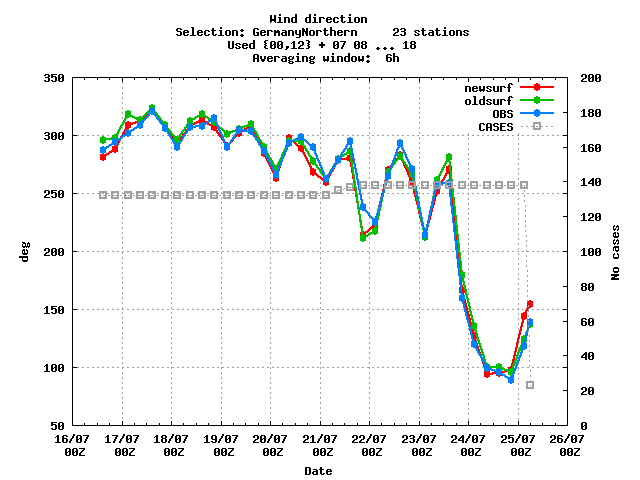 Wind direction
Selection: GermanyNorthern     23 stations
Used {00,12} + 07 08 ... 18
Averaging window:  6h
newsurf
oldsurf
OBS
CASES
350
300
250
200
150
100
50
deg
200
180
160
140
120
100
80
60
40
20
0
No cases
16/07 17/07 18/07 19/07 20/07 21/07 22/07 23/07 24/07 25/07 26/07
00Z 00Z 00Z 00Z 00Z 00Z 00Z 00Z 00Z 00Z 00Z
Date